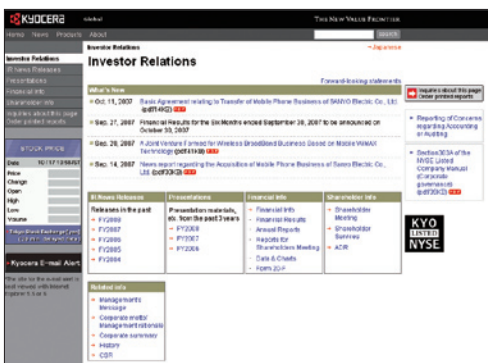 KYOCERA
Global
THE NEW VALUE FRONTIER
Home News Products About
SEARCH
Investor Relations
IR News Releases
Presentations
Financial Info
Shareholder Info
Inquiries about this page
Order printed reports
Investor Relations
Japanese
Investor Relations
Forward-looking statements
What's New
Oct. 11, 2007 Basic Agreement relating to Transfer of Mobile Phone Business of SANYO Electric Co., Ltd.
Sep. 27, 2007 Financial Results for the Six Months ended September 30, 2007 to be announced on
October 30, 2007
A Joint Venture Formed for Wireless Broadband Business Based on Mobile WiMAX
Technology
Sep. 14, 2007 News report regarding the Acquisition of Mobile Phone Business of Sanyo Electric Co.,
Ltd.
Inquiries about this page
Order printed reports
Reporting of Concerns
regarding Accounting
or Auditing
Section303A of the
NYSE Listed
Company Manual
(Corporate
governance)
STOCK PRICE
Date
Price
Change
Open
High
Low
Volume
Kyocera E-mail Alert
IR News Releases
Releases in the past
FY2008
FY2007
FY2006
FY2005
FY2004
Presentations
Presentation materials,
etc. from the past 3 years
FY2008
FY2007
FY2006
Financial Info
Financial Info
Financial Results
Annual Reports
Reports for
Shareholders Meeting
Data & Charts
Form 20-F
Shareholder Info
Shareholder
Meeting
Shareholder
Services
ADR
KYO
LISTED
NYSE
Related info
Management's
Message
Corporate motto/
Management rationale
Corporate summary
History
CSR